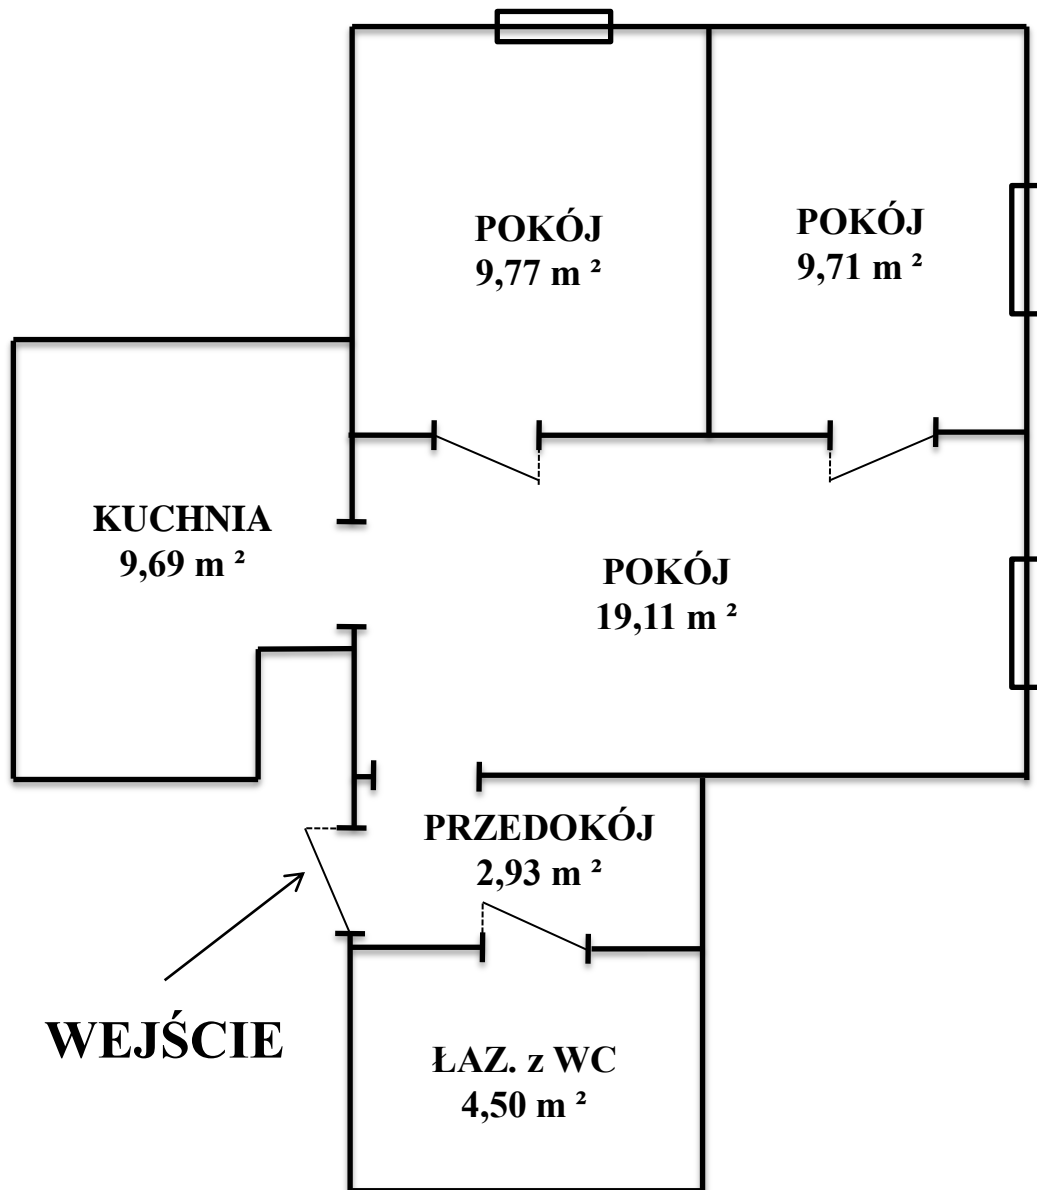 POKÓJ
9,77 m ²
POKÓJ
9,71 m ²
KUCHNIA
9,69 m ²
POKÓJ
19,11 m ²
PRZEDOKÓJ
2,93 m ²
WEJŚCIE
ŁAZ. z WC
4,50 m ²